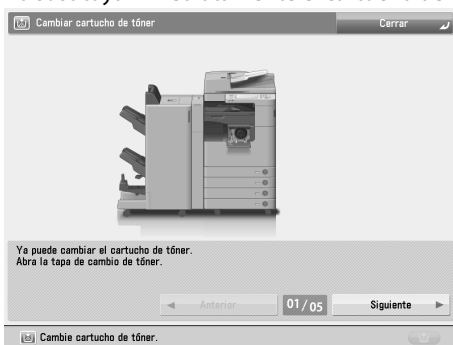 Cambiar cartucho de tóner
Cerrar
Ya puede cambiar el cartucho de tóner.
Abra la tapa de cambio de tóner.
Anterior
01/05
Siguiente
Cambie cartucho de tóner.